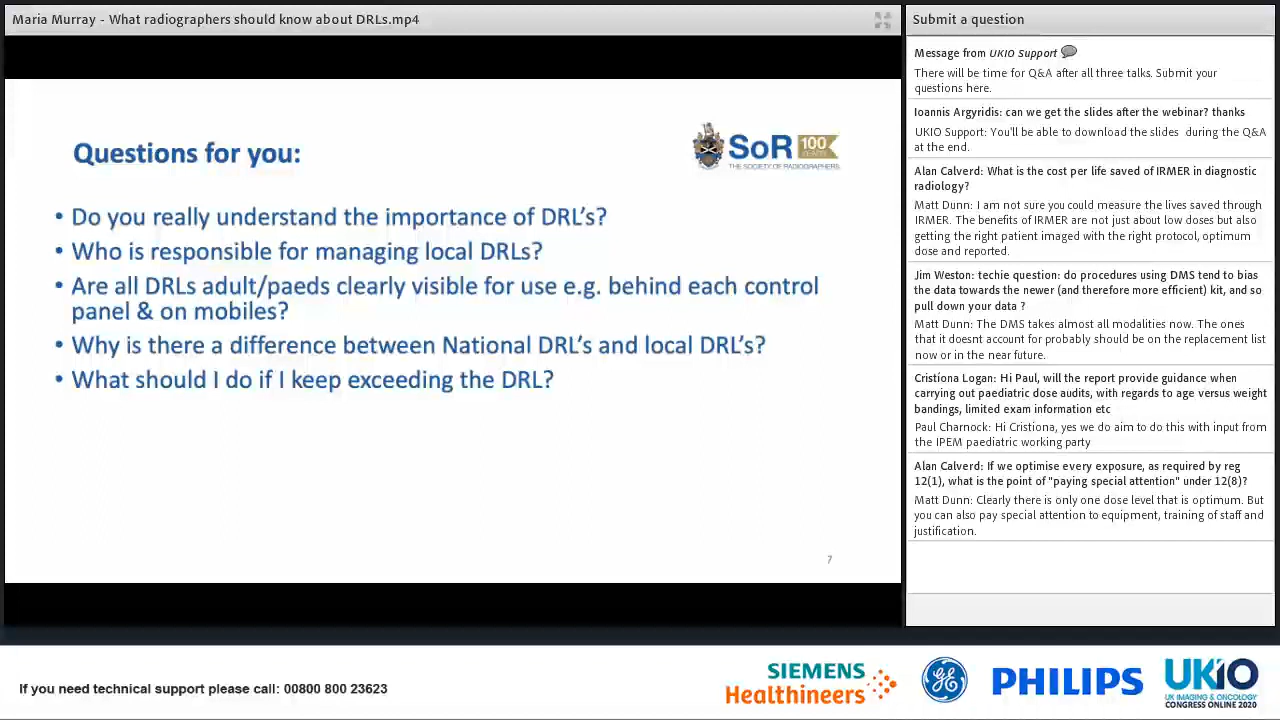 Maria Murray - What radiographers should know about DRLs.mp4
Questions for you:
SoR 100 YEARS
THE SOCIETY OF RADIOGRAPHERS
• Do you really understand the importance of DRL's?
• Who is responsible for managing local DRLs?
• Are all DRLs adult/paeds clearly visible for use e.g. behind each control
panel & on mobiles?
• Why is there a difference between National DRL's and local DRL's?
• What should I do if I keep exceeding the DRL?
7
Submit a question
Message from UKIO Support
There will be time for Q&A after all three talks. Submit your
questions here.
Ioannis Argyridis: can we get the slides after the webinar? thanks
UKIO Support: You'll be able to download the slides during the Q&A
at the end.
Alan Calverd: What is the cost per life saved of IRMER in diagnostic
radiology?
Matt Dunn: I am not sure you could measure the lives saved through
IRMER. The benefits of IRMER are not just about low doses but also
getting the right patient imaged with the right protocol, optimum
dose and reported.
Jim Weston: techie question: do procedures using DMS tend to bias
the data towards the newer (and therefore more efficient) kit, and so
pull down your data ?
Matt Dunn: The DMS takes almost all modalities now. The ones
that it doesnt account for probably should be on the replacement list
now or in the near future.
Cristíona Logan: Hi Paul, will the report provide guidance when
carrying out paediatric dose audits, with regards to age versus weight
bandings, limited exam information etc
Paul Charnock: Hi Cristiona, yes we do aim to do this with input from
the IPEM paediatric working party
Alan Calverd: If we optimise every exposure, as required by reg
12(1), what is the point of "paying special attention" under 12(8)?
Matt Dunn: Clearly there is only one dose level that is optimum. But
you can also pay special attention to equipment, training of staff and
justification.
If you need technical support please call: 00800 800 23623
SIEMENS
Healthineers
GE
PHILIPS
UKIO
UK IMAGING & ONCOLOGY
CONGRESS ONLINE 2020